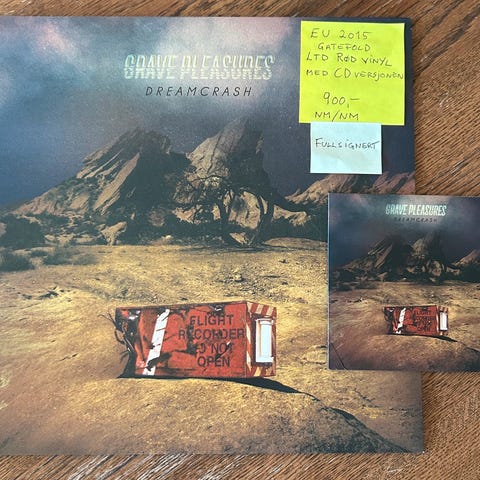 GRAVE PLEASURES
DREAMCRASH
EU 2015
GATEFOLD
LTD RØD VINYL
MED CD VERSJONEN
900,-
NM/NM
FULLSIGNERT
GRAVE PLEASURES
DREAMCRASH
FLIGHT
RECORDER
DO NOT
OPEN